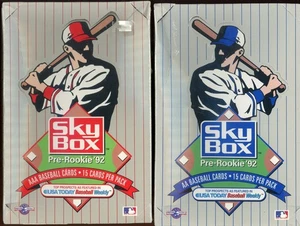 Sky
BOX
Pre-Rookie '92
AAA BASEBALL CARDS • 15 CARDS PER PACK
TOP PROSPECTS AS FEATURED IN
USA TODAY Baseball Weekly
Sky
BOX
Pre-Rookie '92
AA BASEBALL CARDS • 15 CARDS PER PACK
TOP PROSPECTS AS FEATURED IN
USA TODAY Baseball Weekly